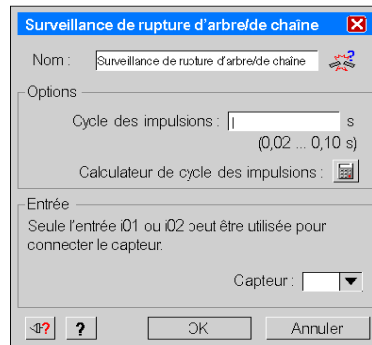 Surveillance de rupture d'arbre/de chaîne
Nom : Surveillance de rupture d'arbre/de chaîne
Options
Cycle des impulsions : s
(0,02 ... 0,10 s)
Calculateur de cycle des impulsions :
Entrée
Seule l'entrée i01 ou i02 peut être utilisée pour
connecter le capteur.
Capteur :
? ? OK Annuler